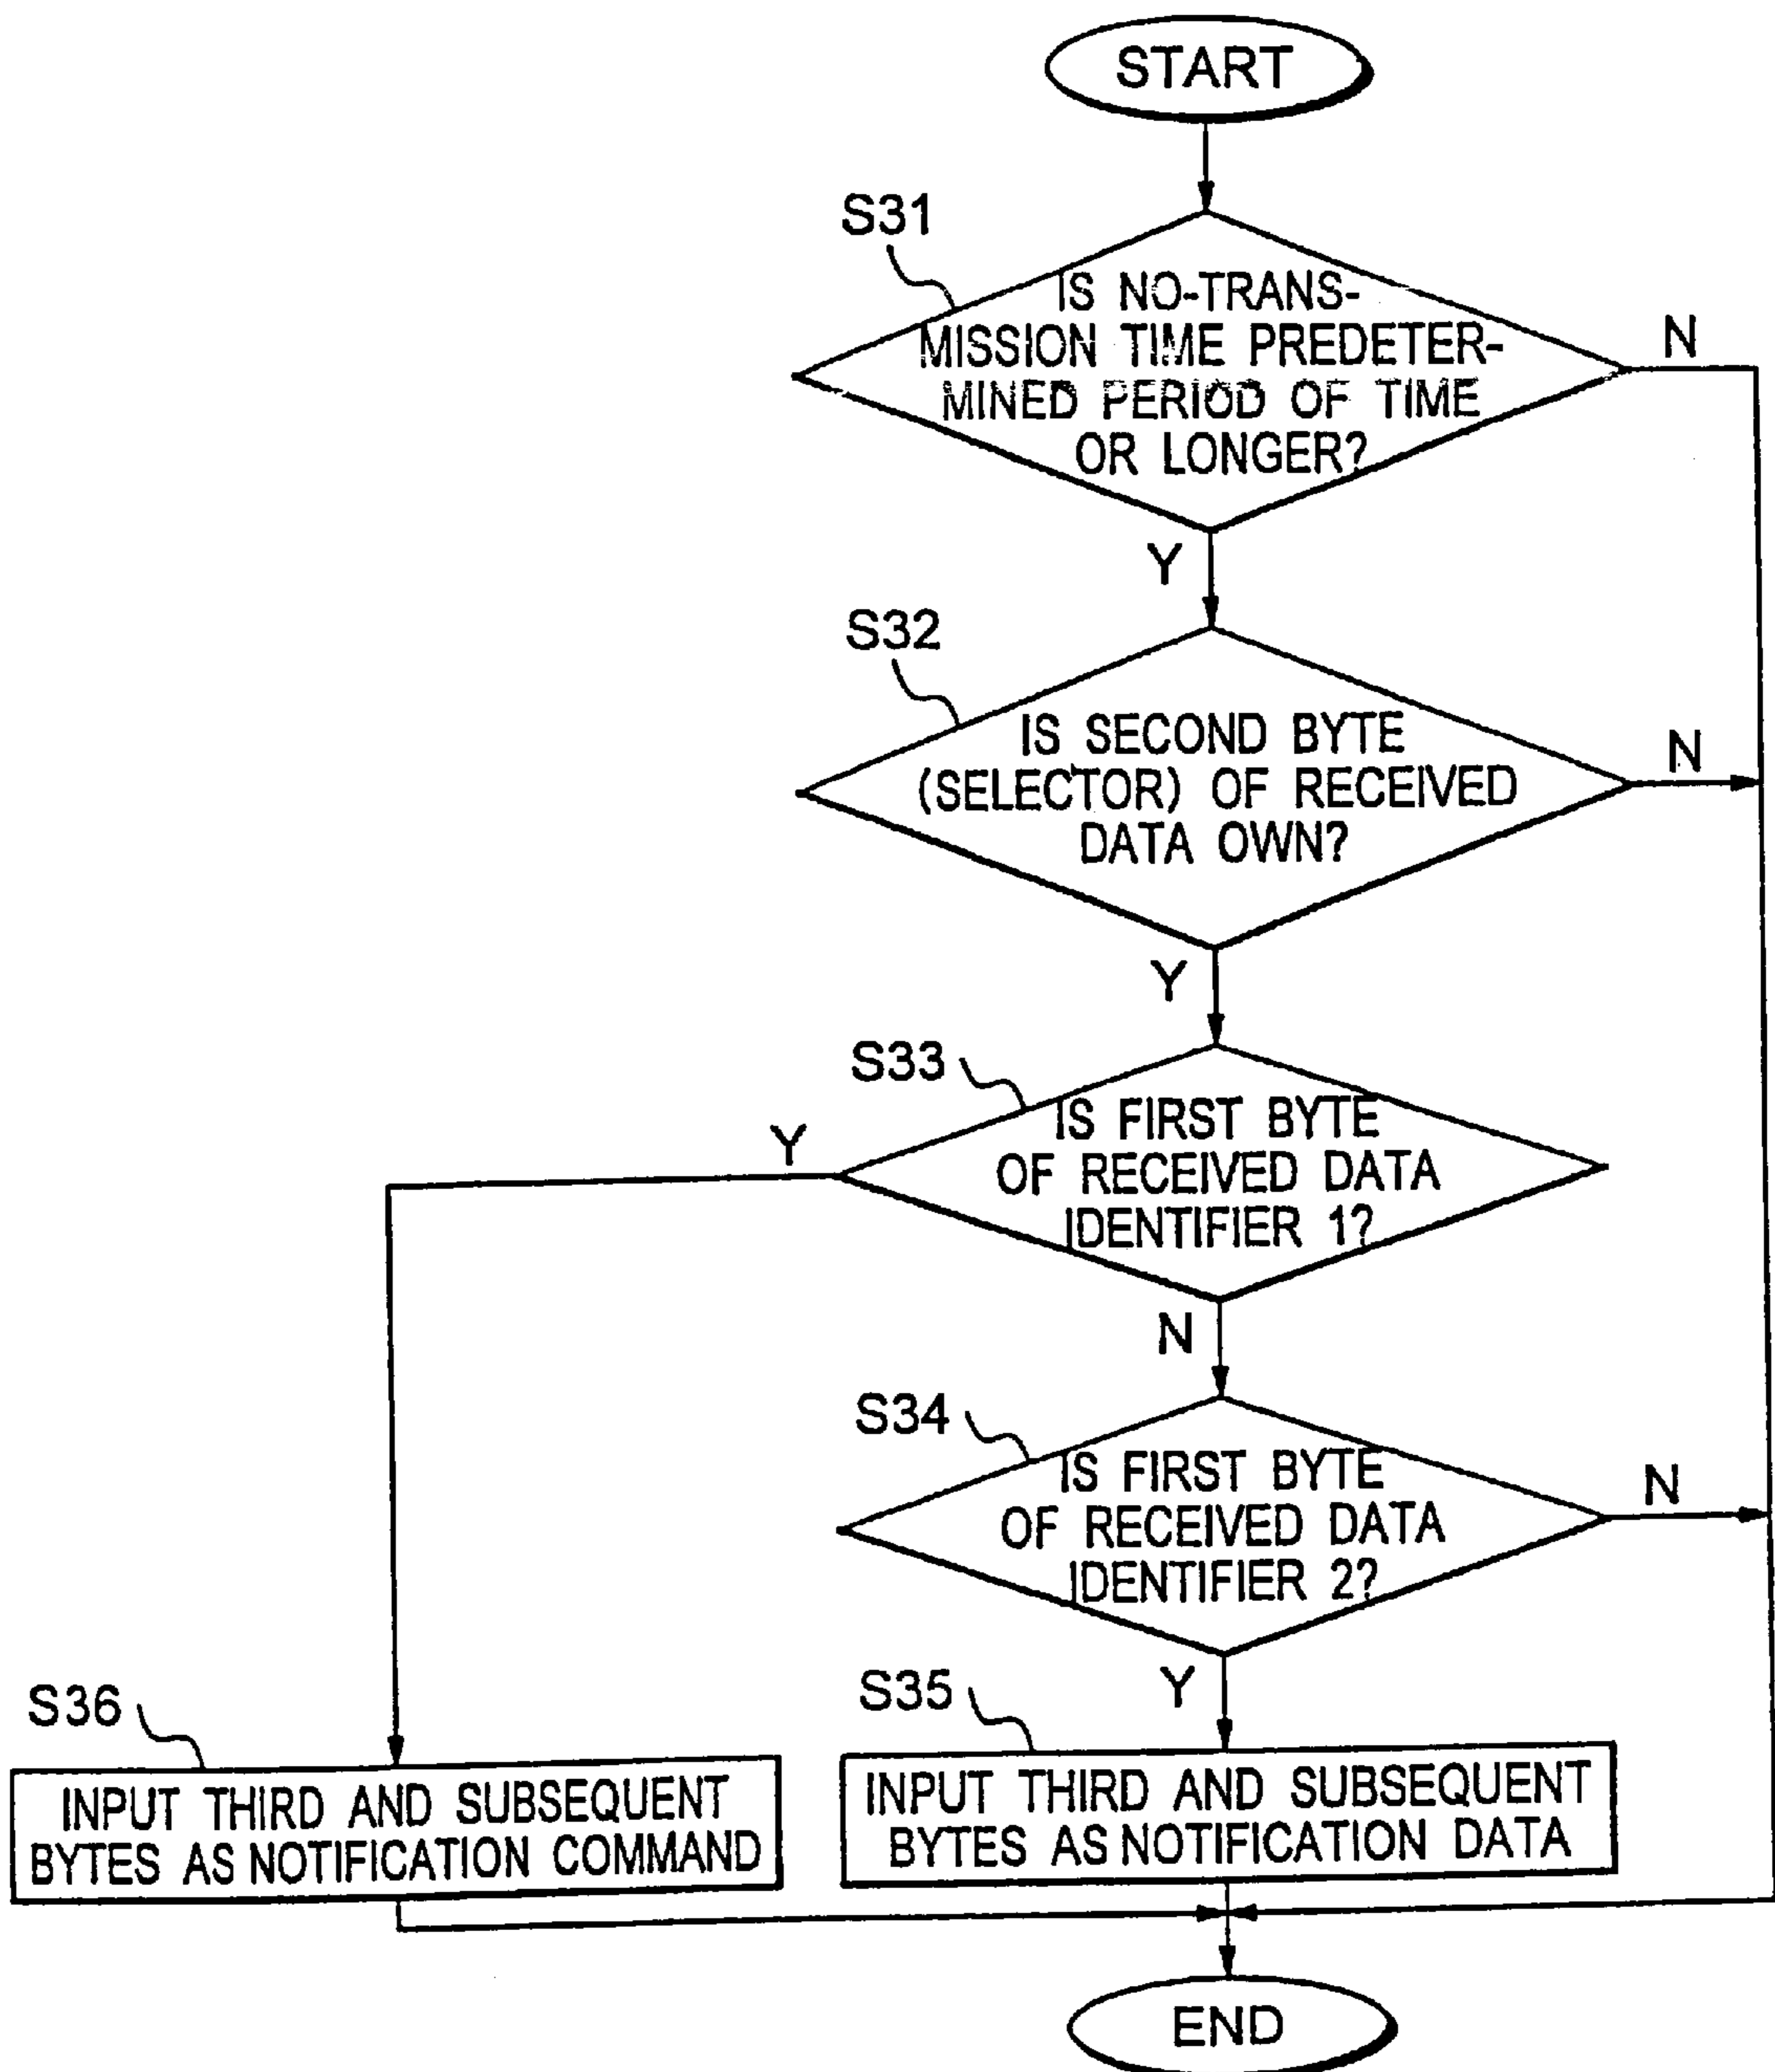 START
S31
IS NO-TRANS-
MISSION TIME PREDETER-
MINED PERIOD OF TIME
OR LONGER?
N
Y
S32
IS SECOND BYTE
(SELECTOR) OF RECEIVED
DATA OWN?
N
Y
S33
IS FIRST BYTE
OF RECEIVED DATA
IDENTIFIER 1?
Y
N
S34
IS FIRST BYTE
OF RECEIVED DATA
IDENTIFIER 2?
N
Y
S36
INPUT THIRD AND SUBSEQUENT
BYTES AS NOTIFICATION COMMAND
S35
INPUT THIRD AND SUBSEQUENT
BYTES AS NOTIFICATION DATA
END